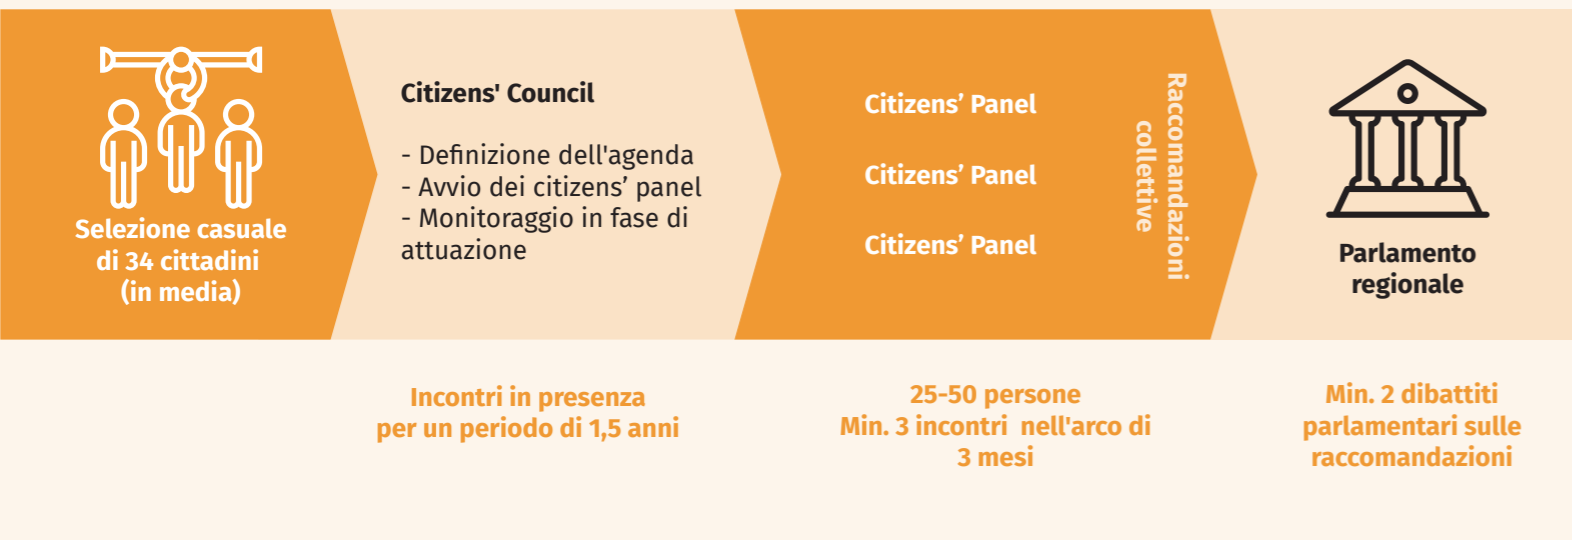 Selezione casuale
di 34 cittadini
(in media)
Citizens' Council
- Definizione dell'agenda
- Avvio dei citizens’ panel
- Monitoraggio in fase di
attuazione
Incontri in presenza
per un periodo di 1,5 anni
Citizens’ Panel
Citizens’ Panel
Citizens’ Panel
Raccomandazioni
collettive
25-50 persone
Min. 3 incontri  nell'arco di
3 mesi
Parlamento
regionale
Min. 2 dibattiti
parlamentari sulle
raccomandazioni